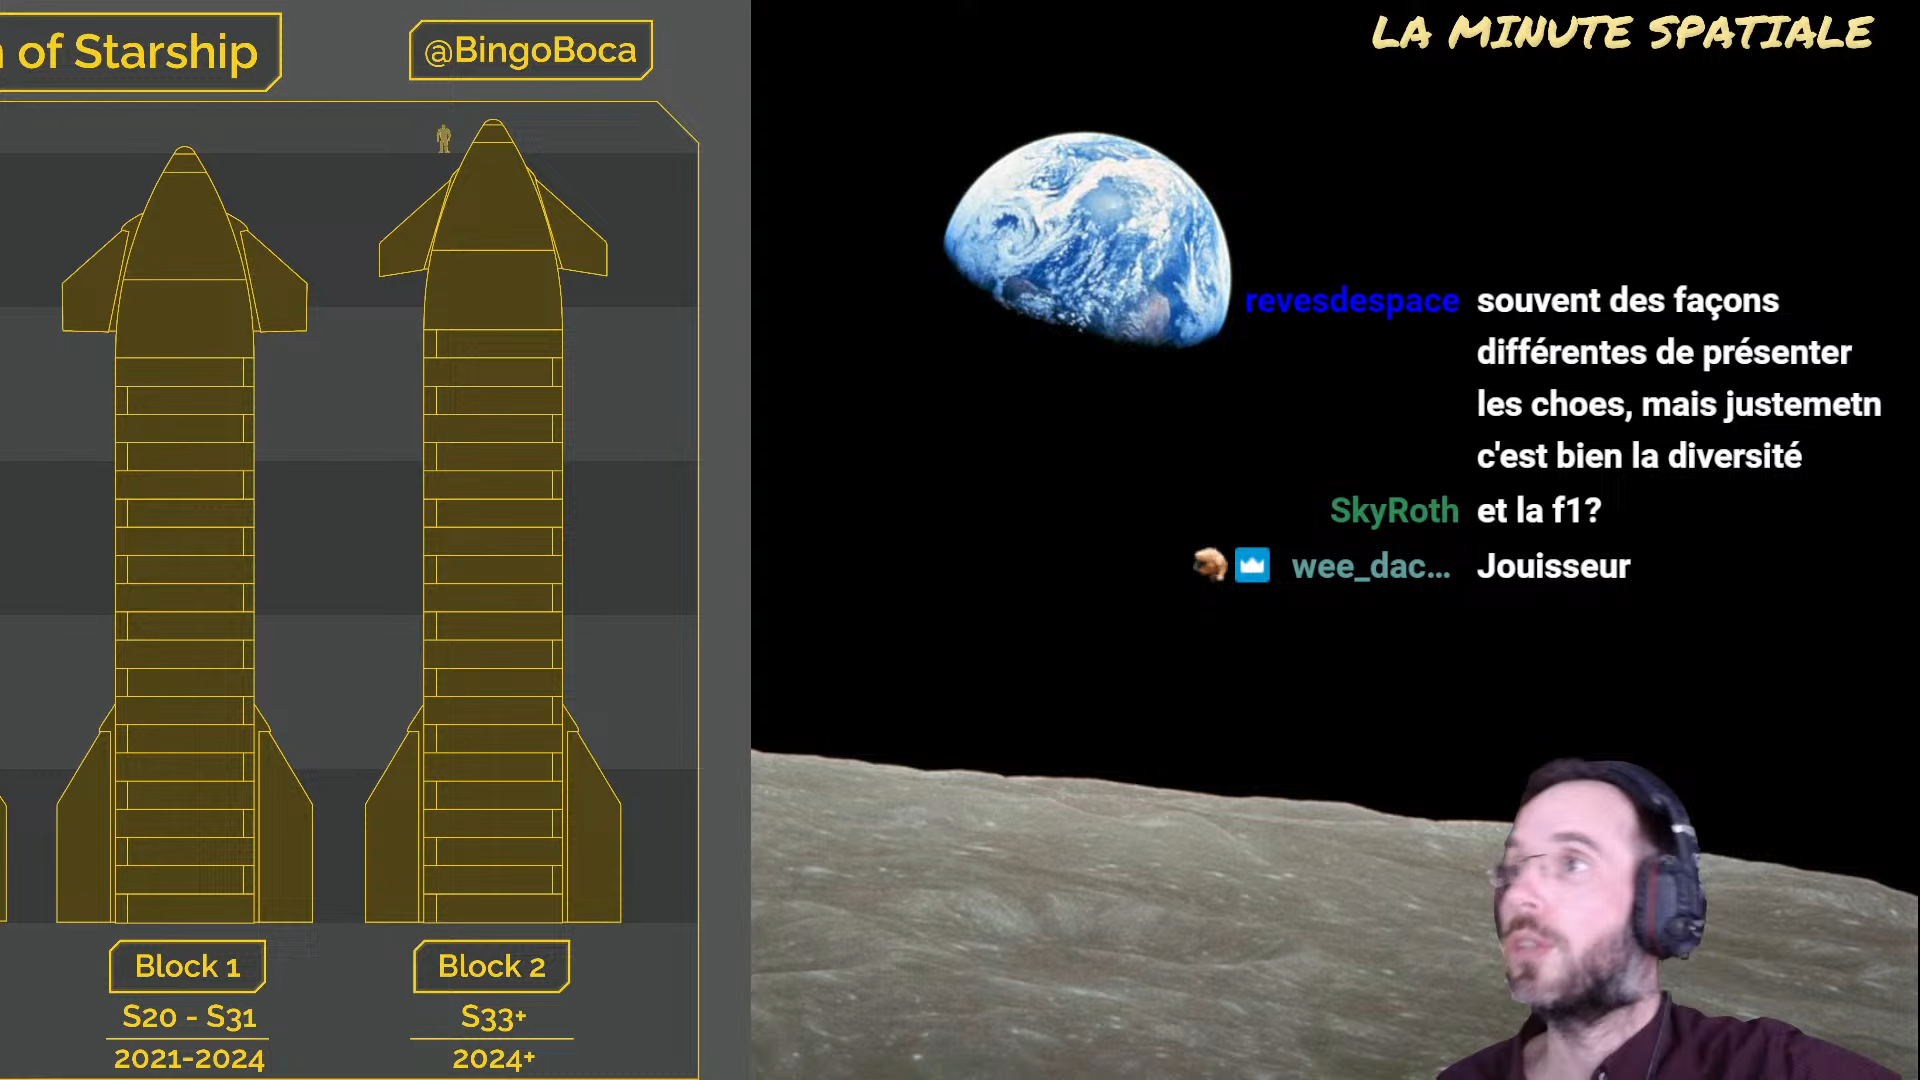 n of Starship
@BingoBoca
LA MINUTE SPATIALE
revesdespace souvent des façons
différentes de présenter
les choes, mais justemetn
c'est bien la diversité
SkyRoth et la f1?
wee_dac... Jouisseur
Block 1
S20 - S31
2021-2024
Block 2
S33+
2024+